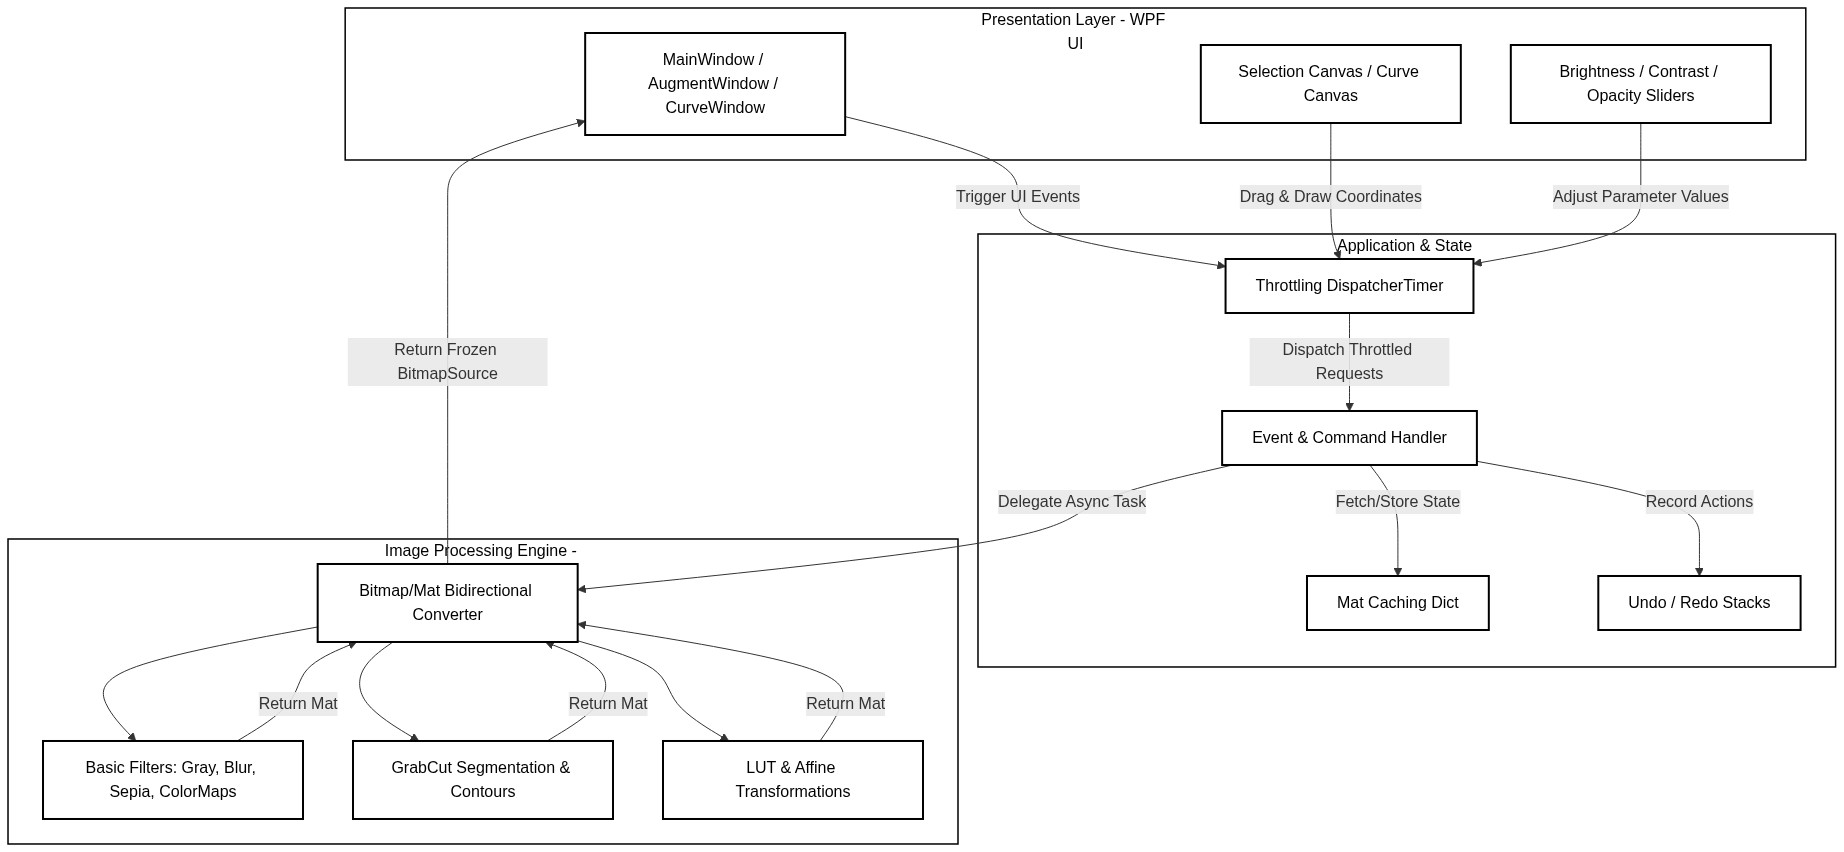 Presentation Layer - WPF
UI
MainWindow /
AugmentWindow /
CurveWindow
Selection Canvas / Curve
Canvas
Brightness / Contrast /
Opacity Sliders
Trigger UI Events
Drag & Draw Coordinates
Adjust Parameter Values
Application & State
Throttling DispatcherTimer
Return Frozen
BitmapSource
Dispatch Throttled
Requests
Event & Command Handler
Delegate Async Task
Fetch/Store State
Record Actions
Image Processing Engine -
Bitmap/Mat Bidirectional
Converter
Mat Caching Dict
Undo / Redo Stacks
Return Mat
Return Mat
Return Mat
Basic Filters: Gray, Blur,
Sepia, ColorMaps
GrabCut Segmentation &
Contours
LUT & Affine
Transformations